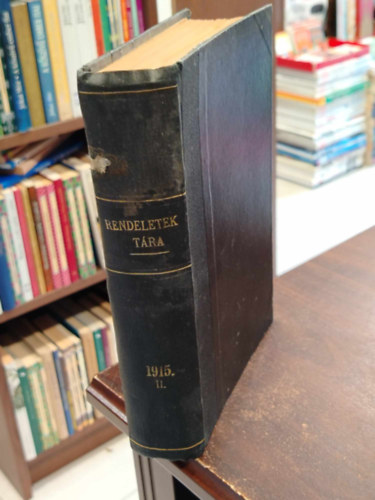 RENDELETEK
TÁRA
1915.
II.